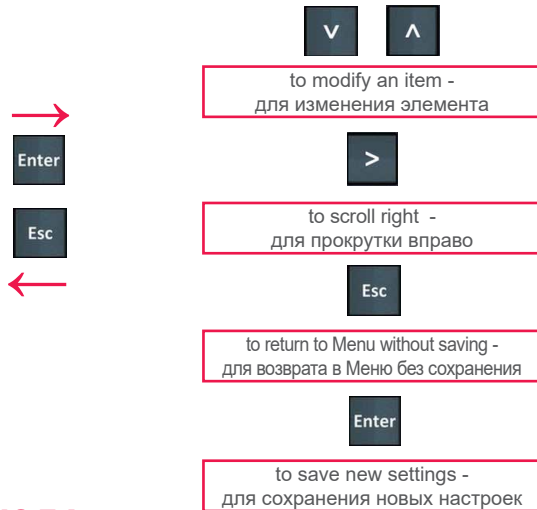 v ^
to modify an item -
для изменения элемента
→
Enter
>
Esc
to scroll right -
для прокрутки вправо
←
Esc
to return to Menu without saving -
для возврата в Меню без сохранения
Enter
to save new settings -
для сохранения новых настроек